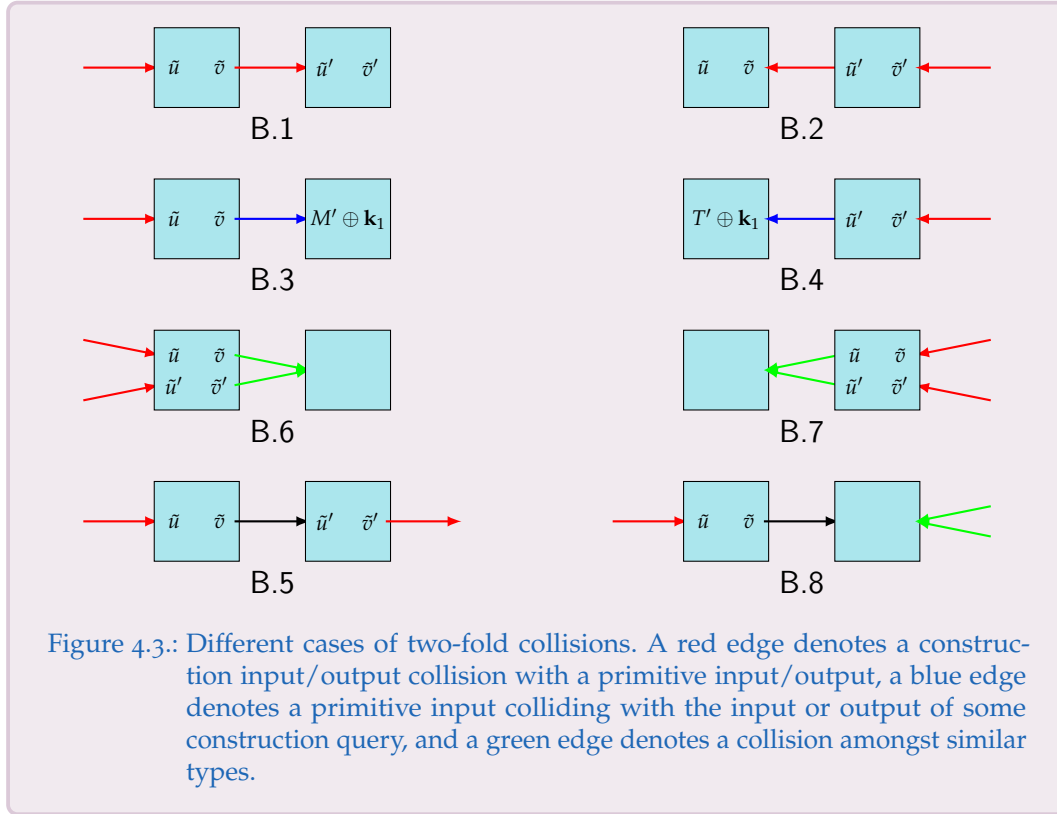 ũ ṽ ũ′ ṽ′ ũ ṽ ũ′ ṽ′
B.1 B.2
ũ ṽ M′ ⊕ k₁ T′ ⊕ k₁ ũ′ ṽ′
B.3 B.4
ũ ṽ ũ ṽ
ũ′ ṽ′ ũ′ ṽ′
B.6 B.7
ũ ṽ ũ′ ṽ′ ũ ṽ
B.5 B.8
Figure 4.3.: Different cases of two-fold collisions. A red edge denotes a construc-
tion input/output collision with a primitive input/output, a blue edge
denotes a primitive input colliding with the input or output of some
construction query, and a green edge denotes a collision amongst similar
types.